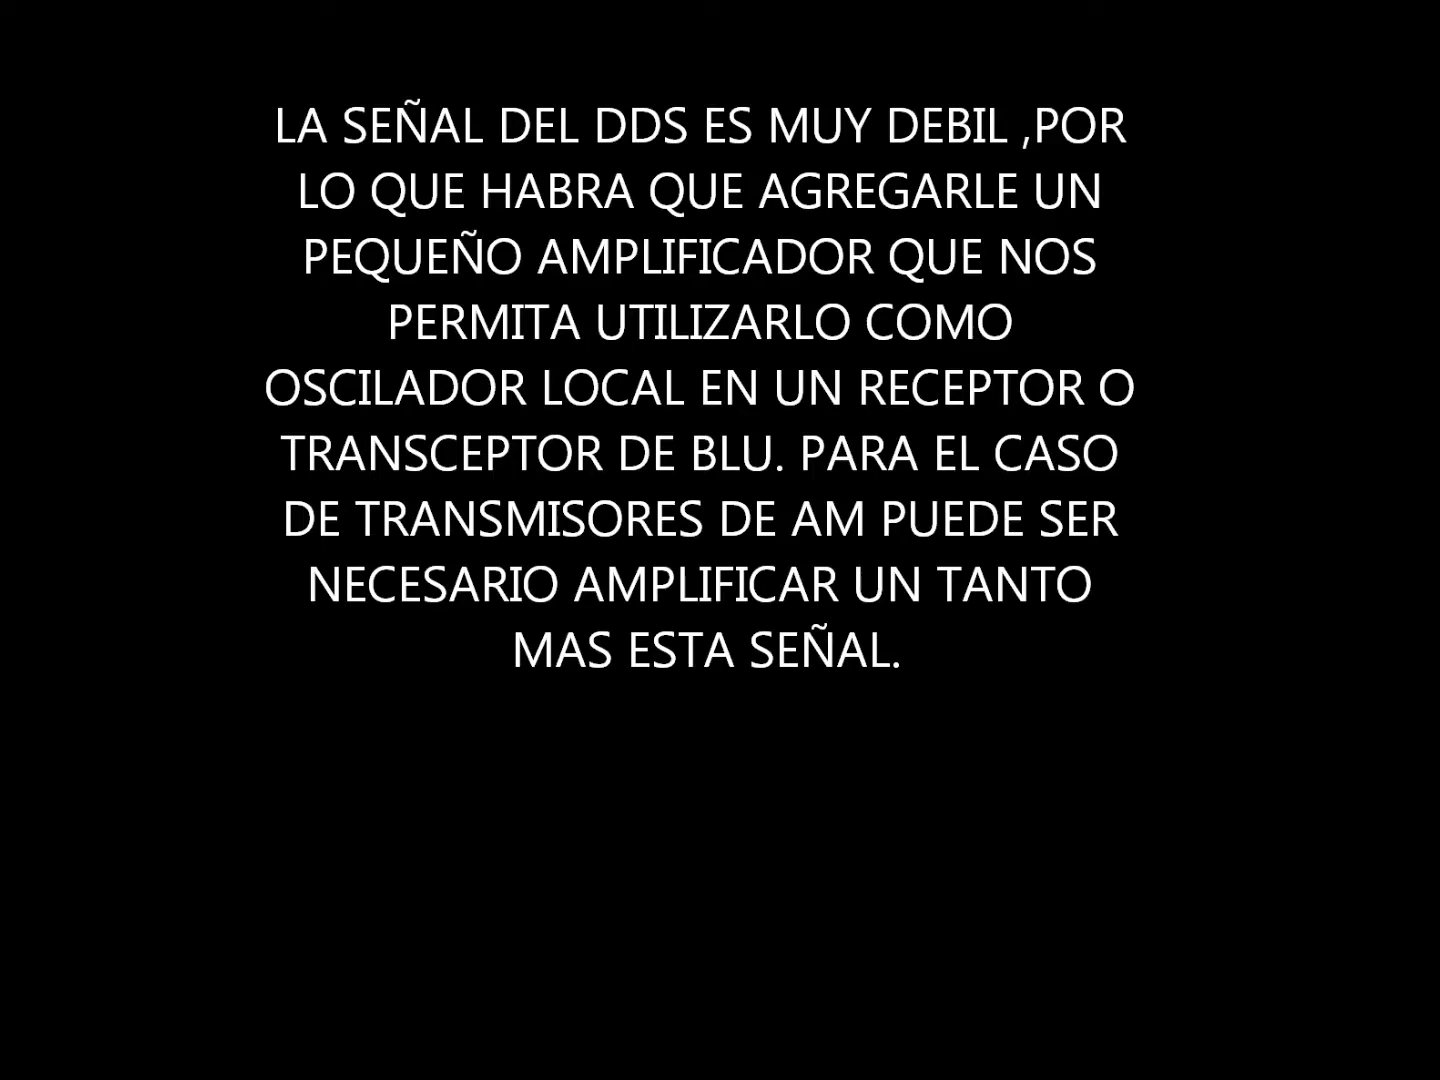 LA SEÑAL DEL DDS ES MUY DEBIL ,POR
LO QUE HABRA QUE AGREGARLE UN
PEQUEÑO AMPLIFICADOR QUE NOS
PERMITA UTILIZARLO COMO
OSCILADOR LOCAL EN UN RECEPTOR O
TRANSCEPTOR DE BLU. PARA EL CASO
DE TRANSMISORES DE AM PUEDE SER
NECESARIO AMPLIFICAR UN TANTO
MAS ESTA SEÑAL.